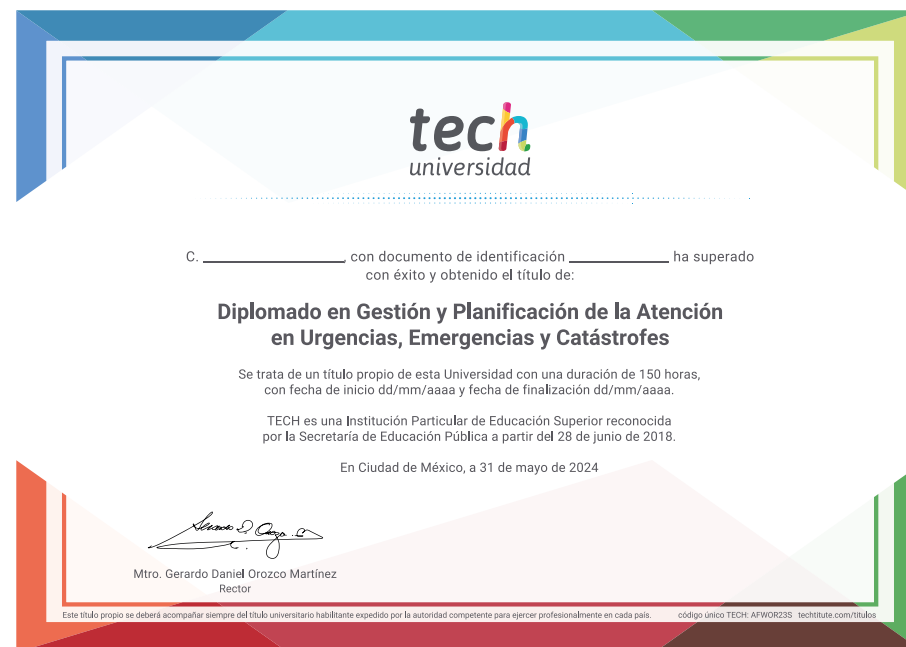 tech
universidad
C. ____________________, con documento de identificación ______________ ha superado
con éxito y obtenido el título de:
Diplomado en Gestión y Planificación de la Atención
en Urgencias, Emergencias y Catástrofes
Se trata de un título propio de esta Universidad con una duración de 150 horas,
con fecha de inicio dd/mm/aaaa y fecha de finalización dd/mm/aaaa.
TECH es una Institución Particular de Educación Superior reconocida
por la Secretaría de Educación Pública a partir del 28 de junio de 2018.
En Ciudad de México, a 31 de mayo de 2024
Mtro. Gerardo Daniel Orozco Martínez
Rector
Este título propio se deberá acompañar siempre del título universitario habilitante expedido por la autoridad competente para ejercer profesionalmente en cada país. código único TECH: AFWOR23S techtitute.com/titulos